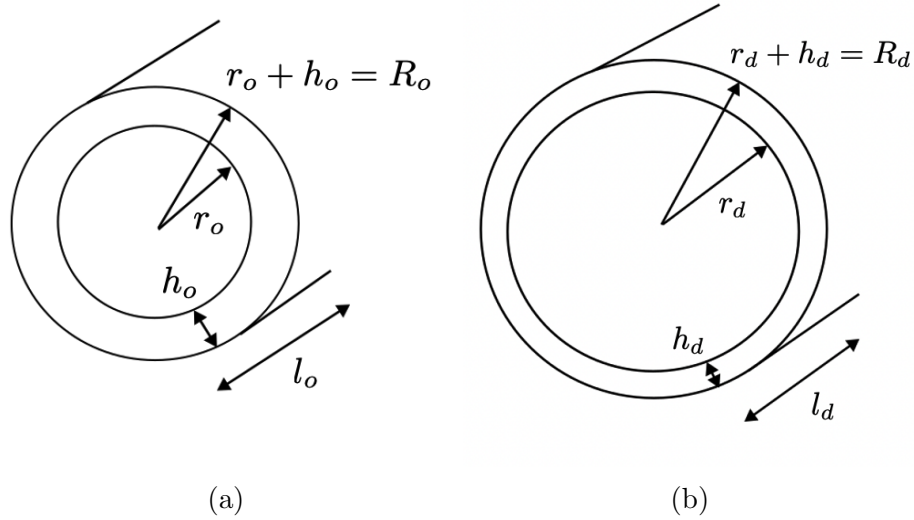 r_o + h_o = R_o
r_o
h_o
l_o
(a)
r_d + h_d = R_d
r_d
h_d
l_d
(b)